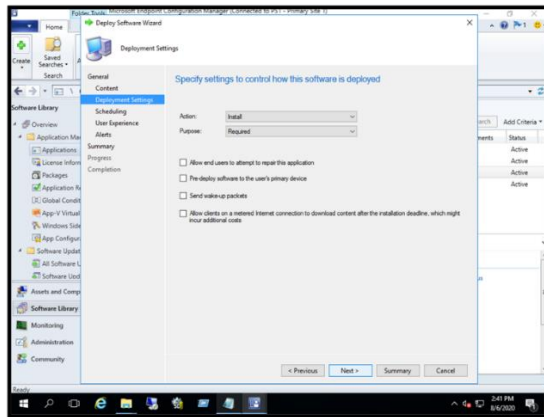 Folder Tools
Microsoft Endpoint Configuration Manager (Connected to PS1 - Primary Site 1)
Home
Deploy Software Wizard
Deployment Settings
Create
Saved
Searches
Search
General
Content
Deployment Settings
Scheduling
User Experience
Alerts
Summary
Progress
Completion
Specify settings to control how this software is deployed
Action: Install
Purpose: Required
Allow end users to attempt to repair this application
Pre-deploy software to the user's primary device
Send wake-up packets
Allow clients on a metered Internet connection to download content after the installation deadline, which might
incur additional costs
Software Library
Overview
Application Ma
Applications
License Inform
Packages
Application R
Global Condit
App-V Virtual
Windows Side
App Configur
Software Updat
All Software U
Software Upd
Assets and Comp
Software Library
Monitoring
Administration
Community
Ready
arch
Add Criteria
ments
Status
Active
Active
Active
Active
< Previous
Next >
Summary
Cancel
2:41 PM
8/6/2020